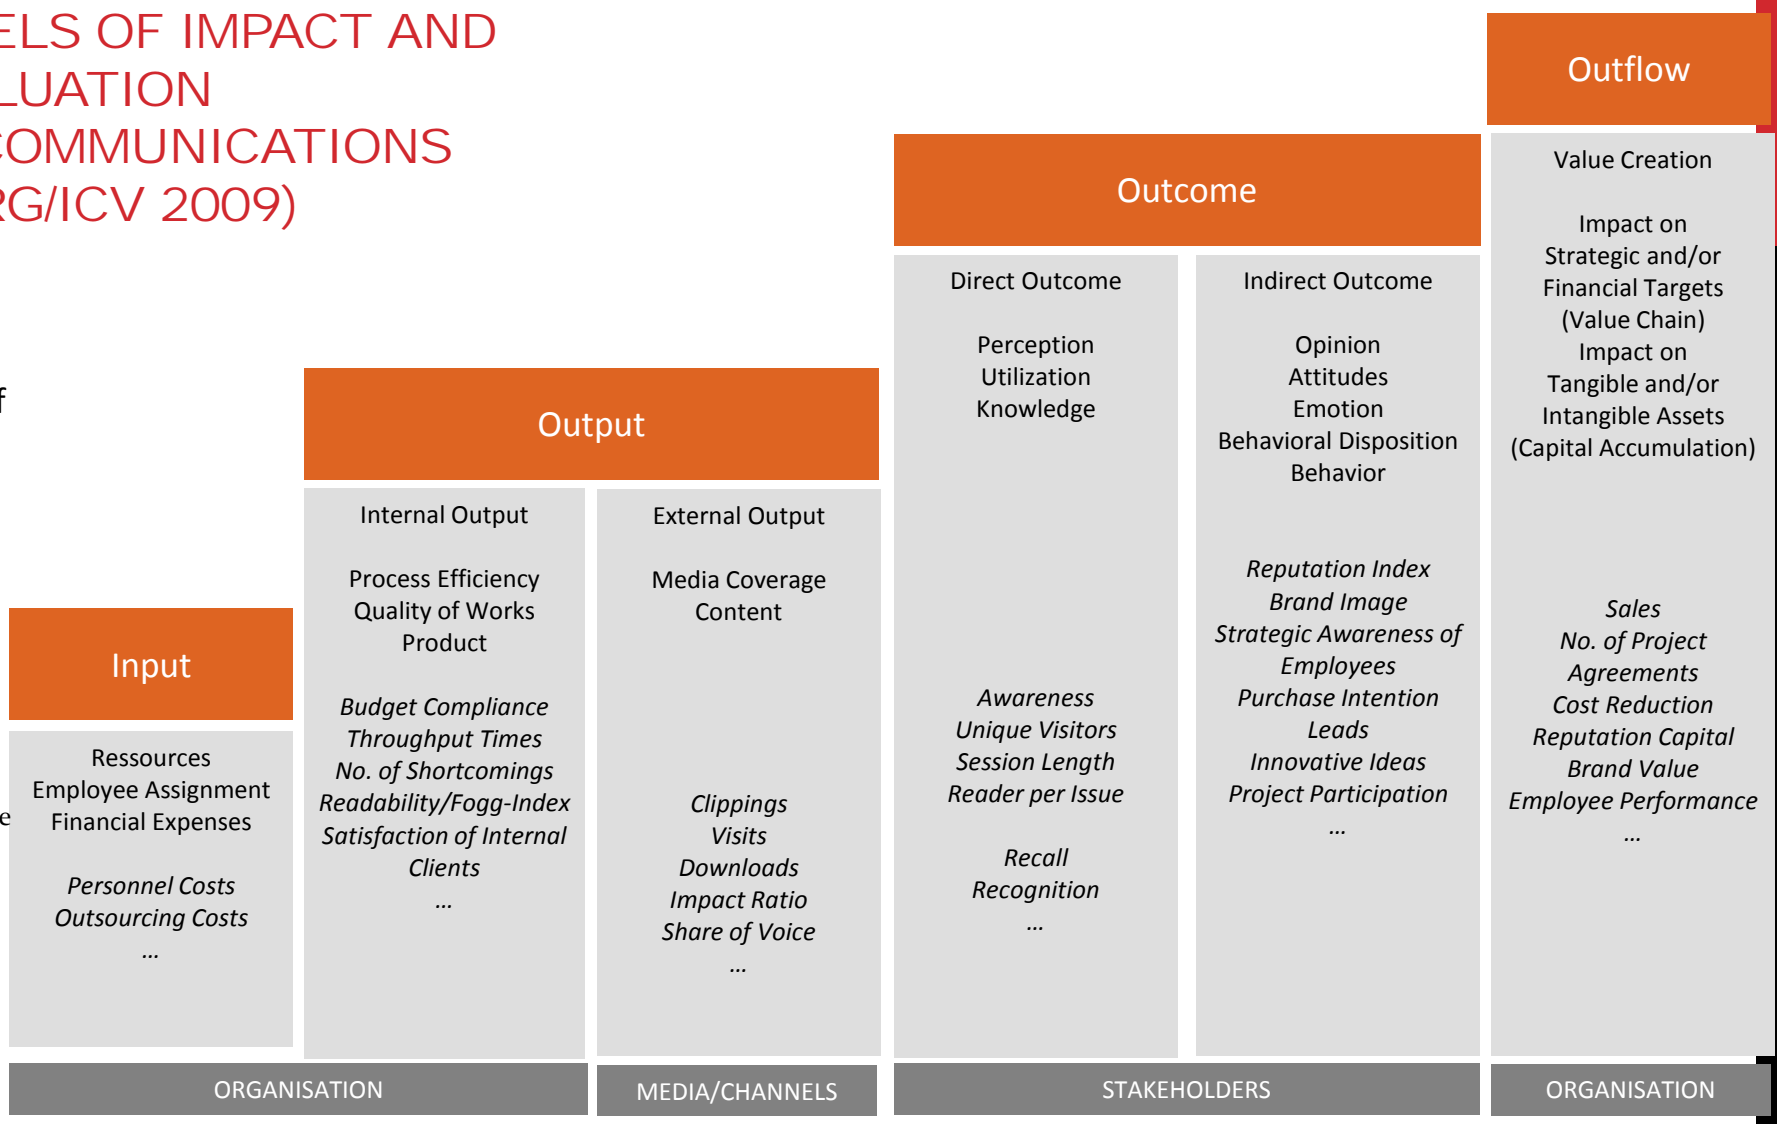 ELS OF IMPACT AND
LUATION
COMMUNICATIONS
RG/ICV 2009)
f
e
Input
Ressources
Employee Assignment
Financial Expenses
Personnel Costs
Outsourcing Costs
...
Output
Internal Output
Process Efficiency
Quality of Works
Product
Budget Compliance
Throughput Times
No. of Shortcomings
Readability/Fogg-Index
Satisfaction of Internal
Clients
...
External Output
Media Coverage
Content
Clippings
Visits
Downloads
Impact Ratio
Share of Voice
...
Outcome
Direct Outcome
Perception
Utilization
Knowledge
Awareness
Unique Visitors
Session Length
Reader per Issue
Recall
Recognition
...
Indirect Outcome
Opinion
Attitudes
Emotion
Behavioral Disposition
Behavior
Reputation Index
Brand Image
Strategic Awareness of
Employees
Purchase Intention
Leads
Innovative Ideas
Project Participation
...
Outflow
Value Creation
Impact on
Strategic and/or
Financial Targets
(Value Chain)
Impact on
Tangible and/or
Intangible Assets
(Capital Accumulation)
Sales
No. of Project
Agreements
Cost Reduction
Reputation Capital
Brand Value
Employee Performance
...
ORGANISATION
MEDIA/CHANNELS
STAKEHOLDERS
ORGANISATION